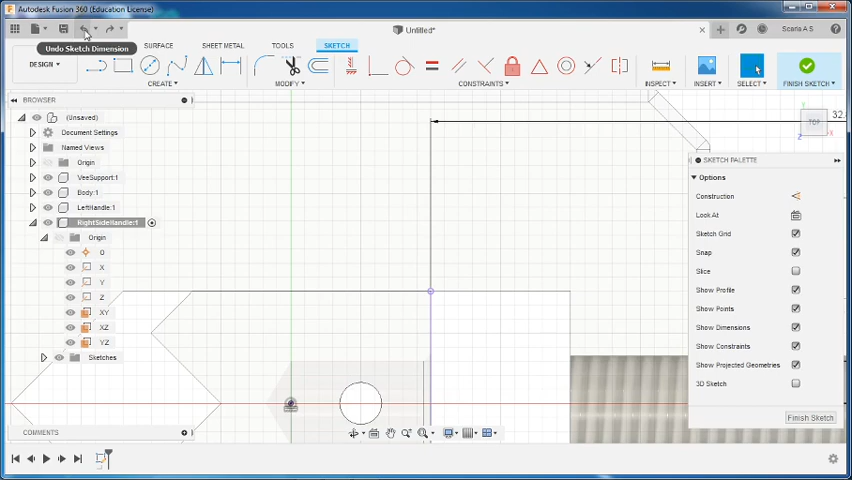 Autodesk Fusion 360 (Education License)
Untitled*
Scaria A S
Undo Sketch Dimension
SURFACE SHEET METAL TOOLS SKETCH
DESIGN
CREATE MODIFY CONSTRAINTS INSPECT INSERT SELECT FINISH SKETCH
BROWSER
(Unsaved)
Document Settings
Named Views
Origin
VeeSupport:1
Body:1
LeftHandle:1
RightSideHandle:1
Origin
O
X
Y
Z
XY
XZ
YZ
Sketches
TOP
Y
X
Z
32.
SKETCH PALETTE
Options
Construction
Look At
Sketch Grid
Snap
Slice
Show Profile
Show Points
Show Dimensions
Show Constraints
Show Projected Geometries
3D Sketch
Finish Sketch
COMMENTS